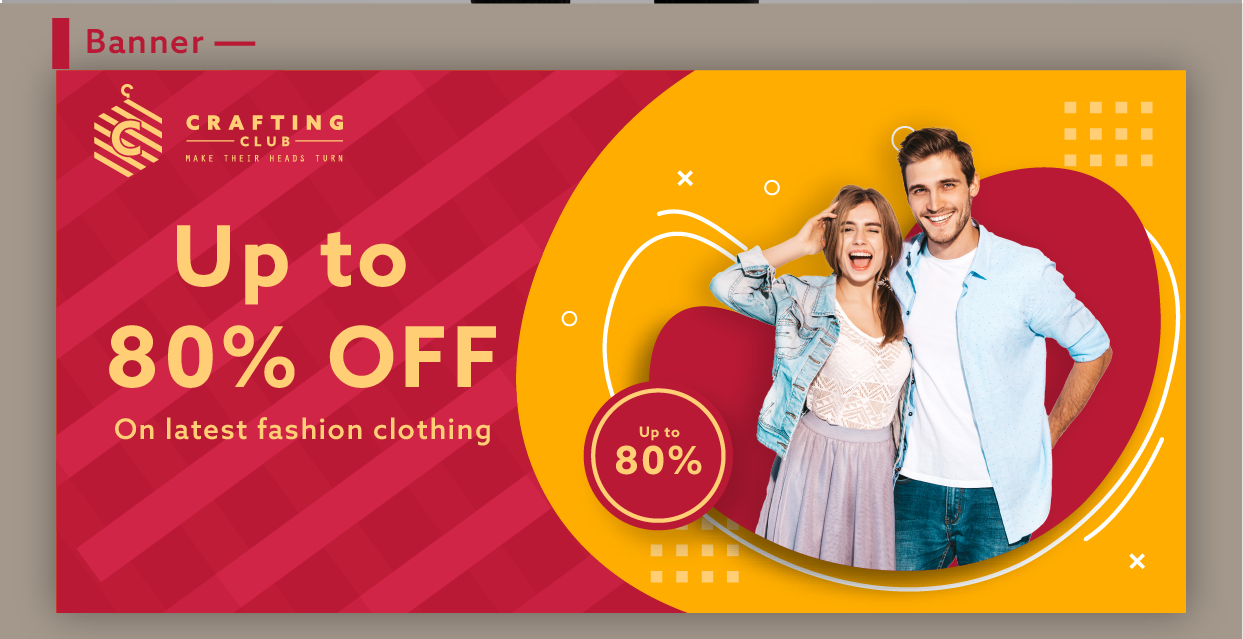 Banner —
CRAFTING
CLUB
MAKE THEIR HEADS TURN
Up to
80% OFF
On latest fashion clothing
Up to
80%